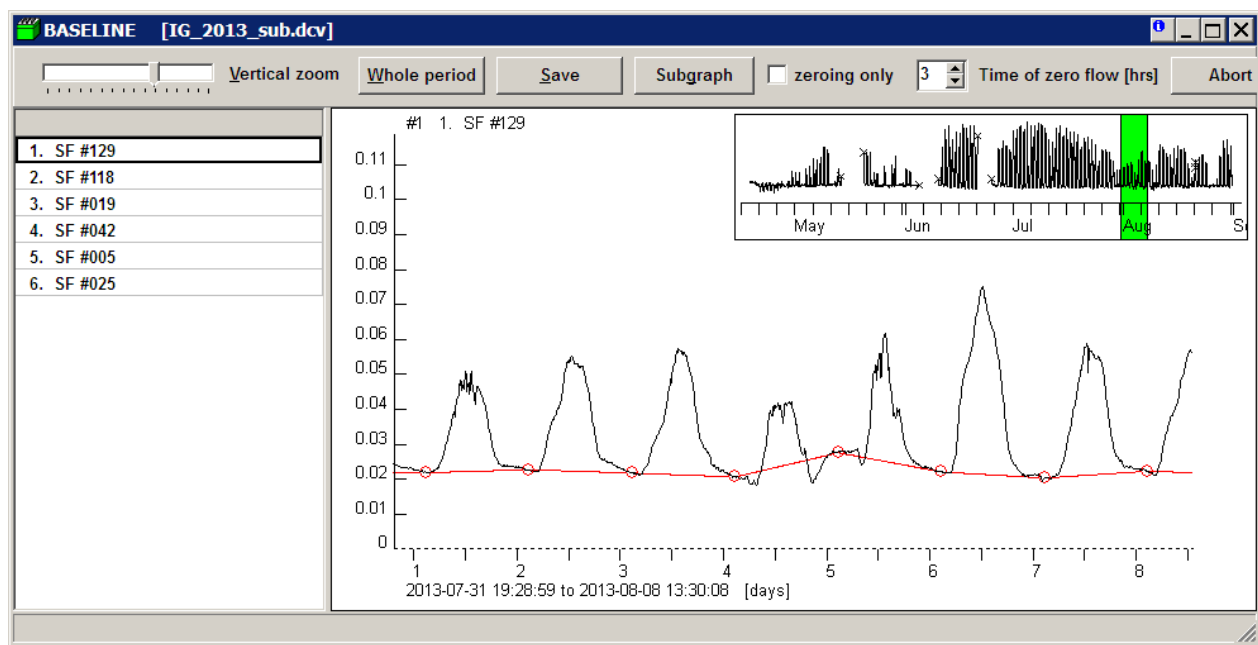 BASELINE [IG_2013_sub.dcv]
Vertical zoom Whole period Save Subgraph zeroing only 3 Time of zero flow [hrs] Abort
1. SF #129
2. SF #118
3. SF #019
4. SF #042
5. SF #005
6. SF #025
#1 1. SF #129
0.11
0.1
0.09
0.08
0.07
0.06
0.05
0.04
0.03
0.02
0.01
0
May Jun Jul Aug
1 2 3 4 5 6 7 8
2013-07-31 19:28:59 to 2013-08-08 13:30:08 [days]